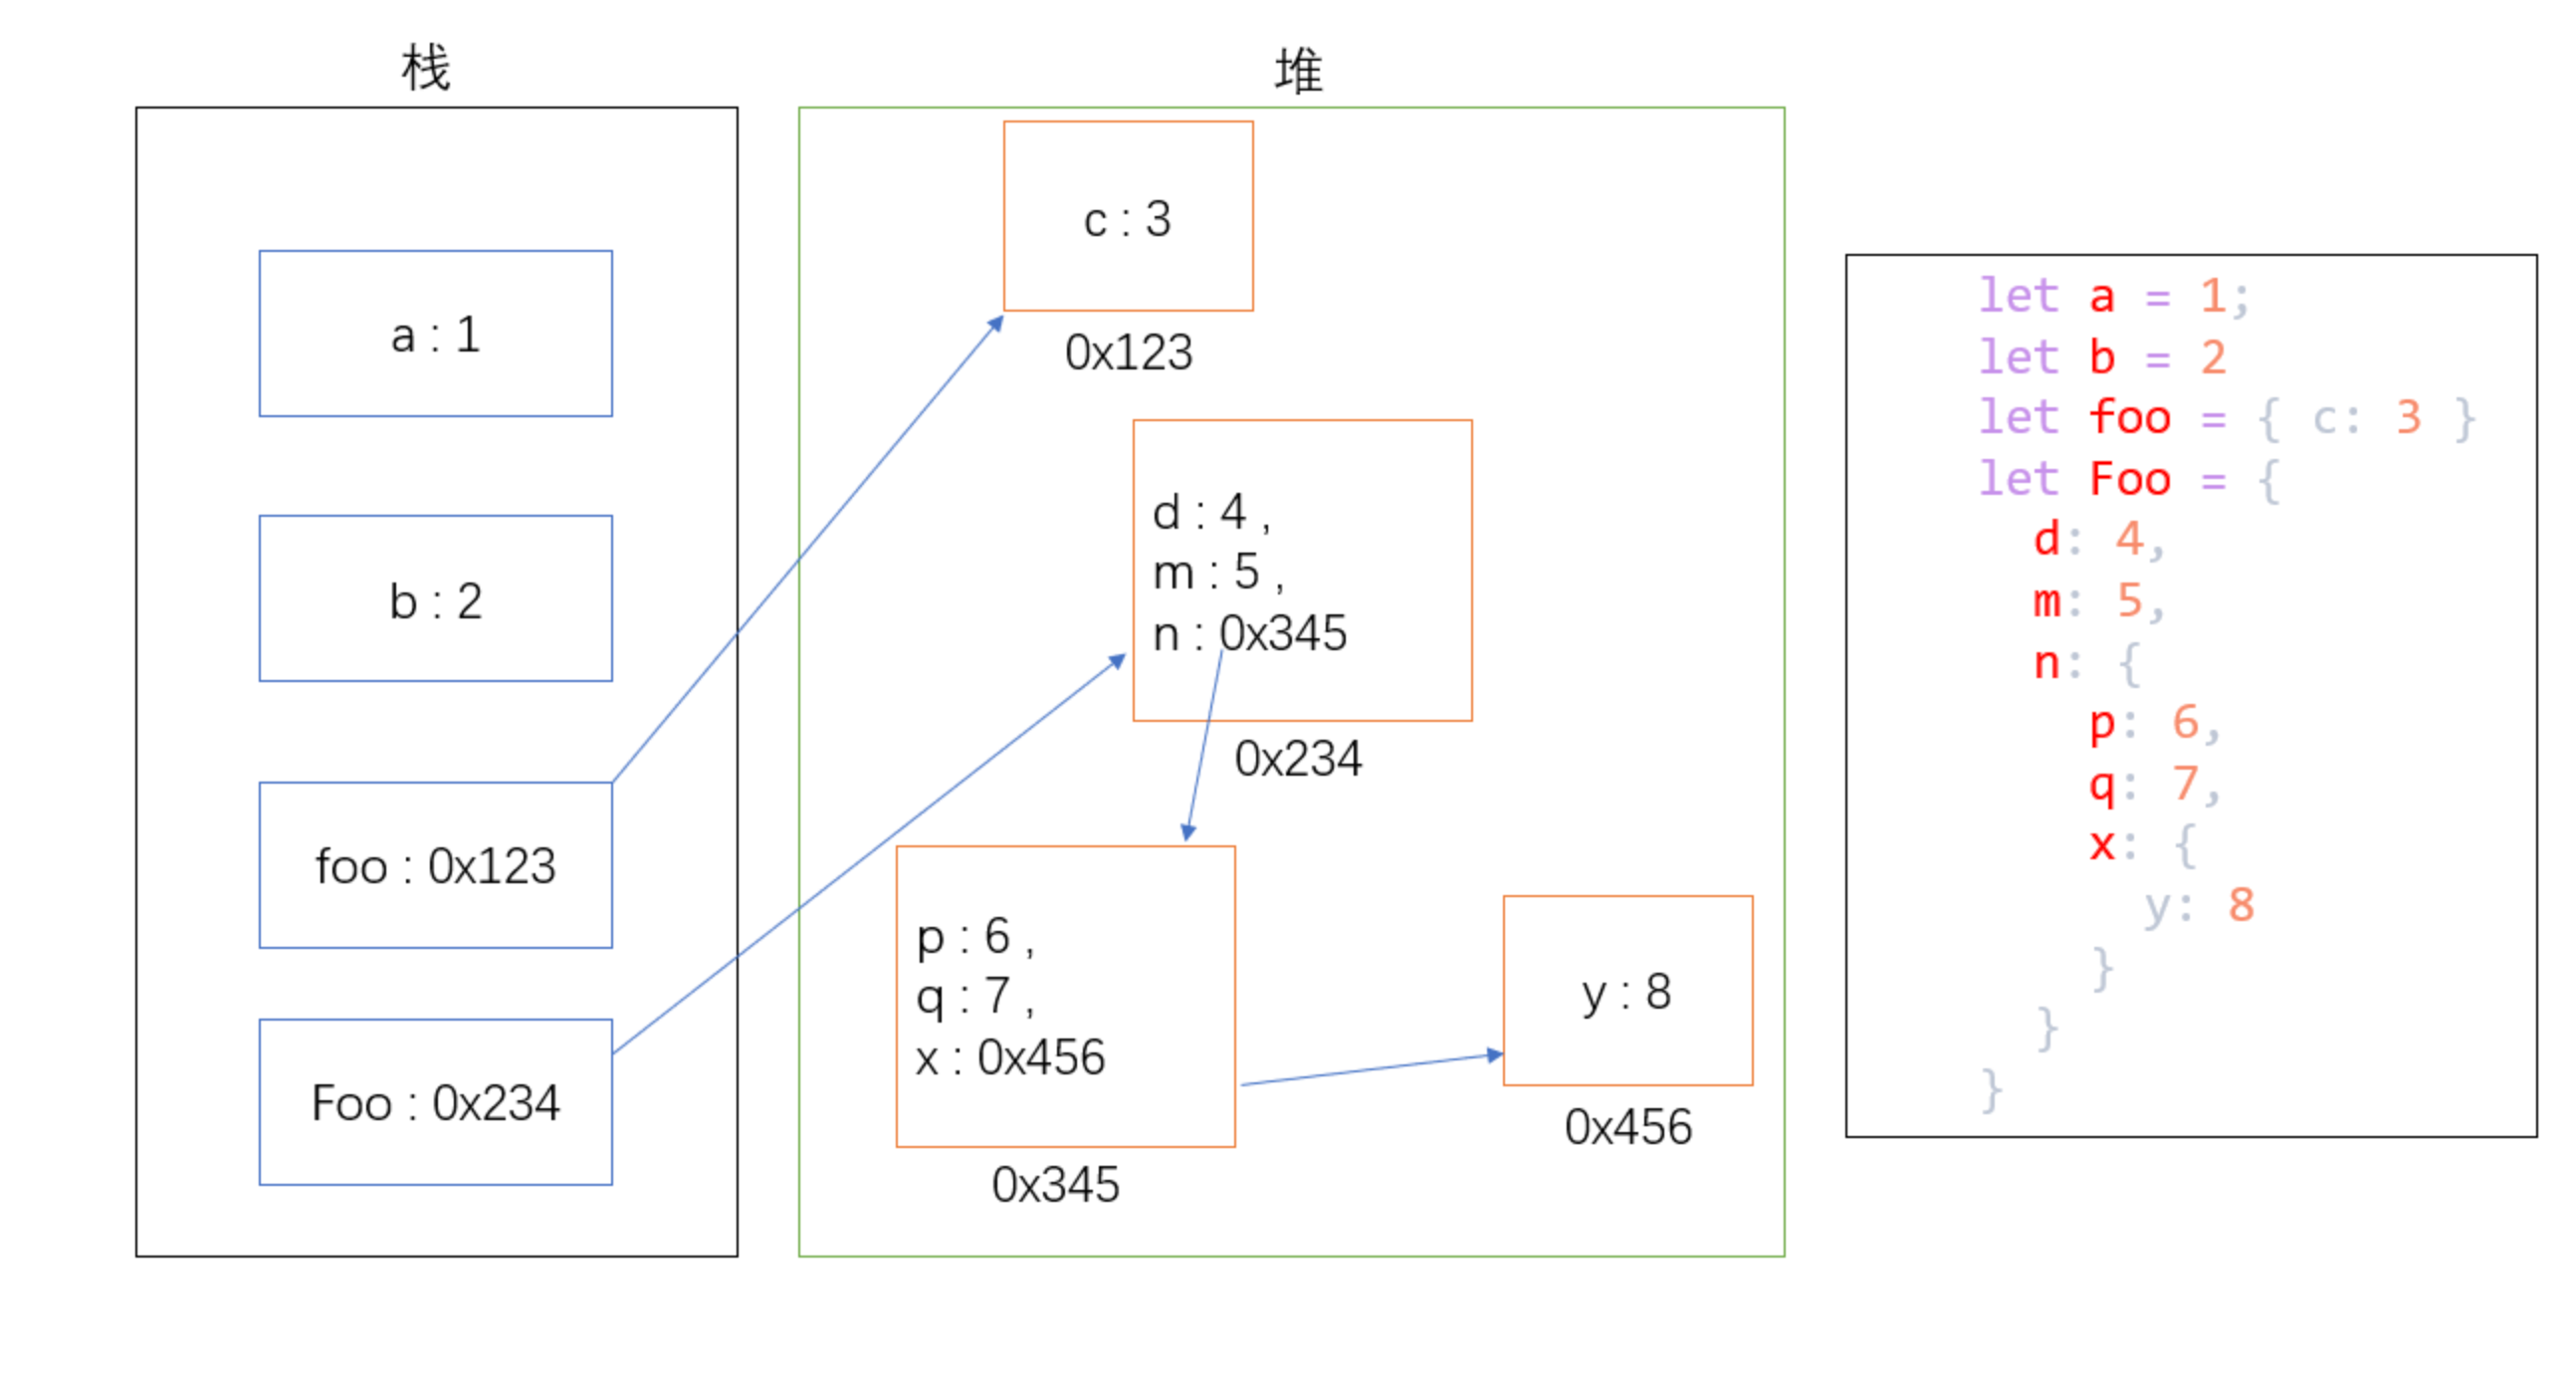 栈
a : 1
b : 2
foo : 0x123
Foo : 0x234
堆
c : 3
0x123
d : 4 ,
m : 5 ,
n : 0x345
0x234
p : 6 ,
q : 7 ,
x : 0x456
0x345
y : 8
0x456
let a = 1;
let b = 2
let foo = { c: 3 }
let Foo = {
d: 4,
m: 5,
n: {
p: 6,
q: 7,
x: {
y: 8
}
}
}